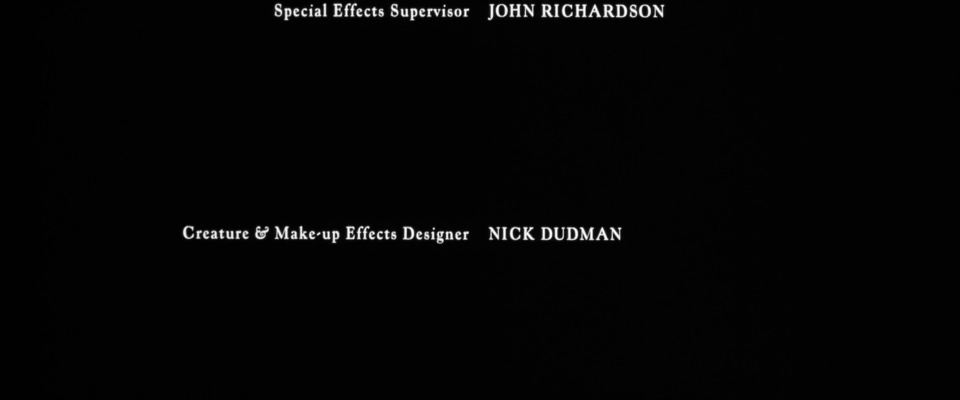 Special Effects Supervisor JOHN RICHARDSON
Creature & Make-up Effects Designer NICK DUDMAN